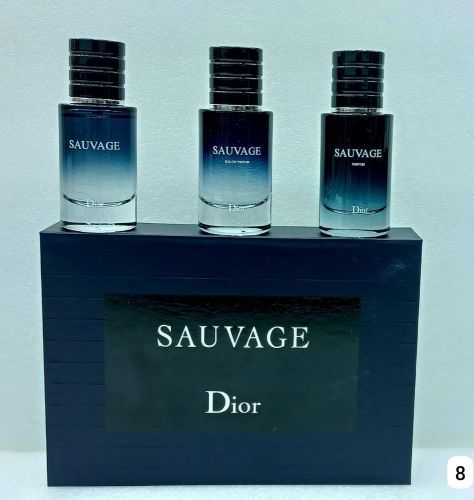 SAUVAGE
Dior
SAUVAGE
EAU DE PARFUM
Dior
SAUVAGE
PARFUM
Dior
SAUVAGE
Dior
8